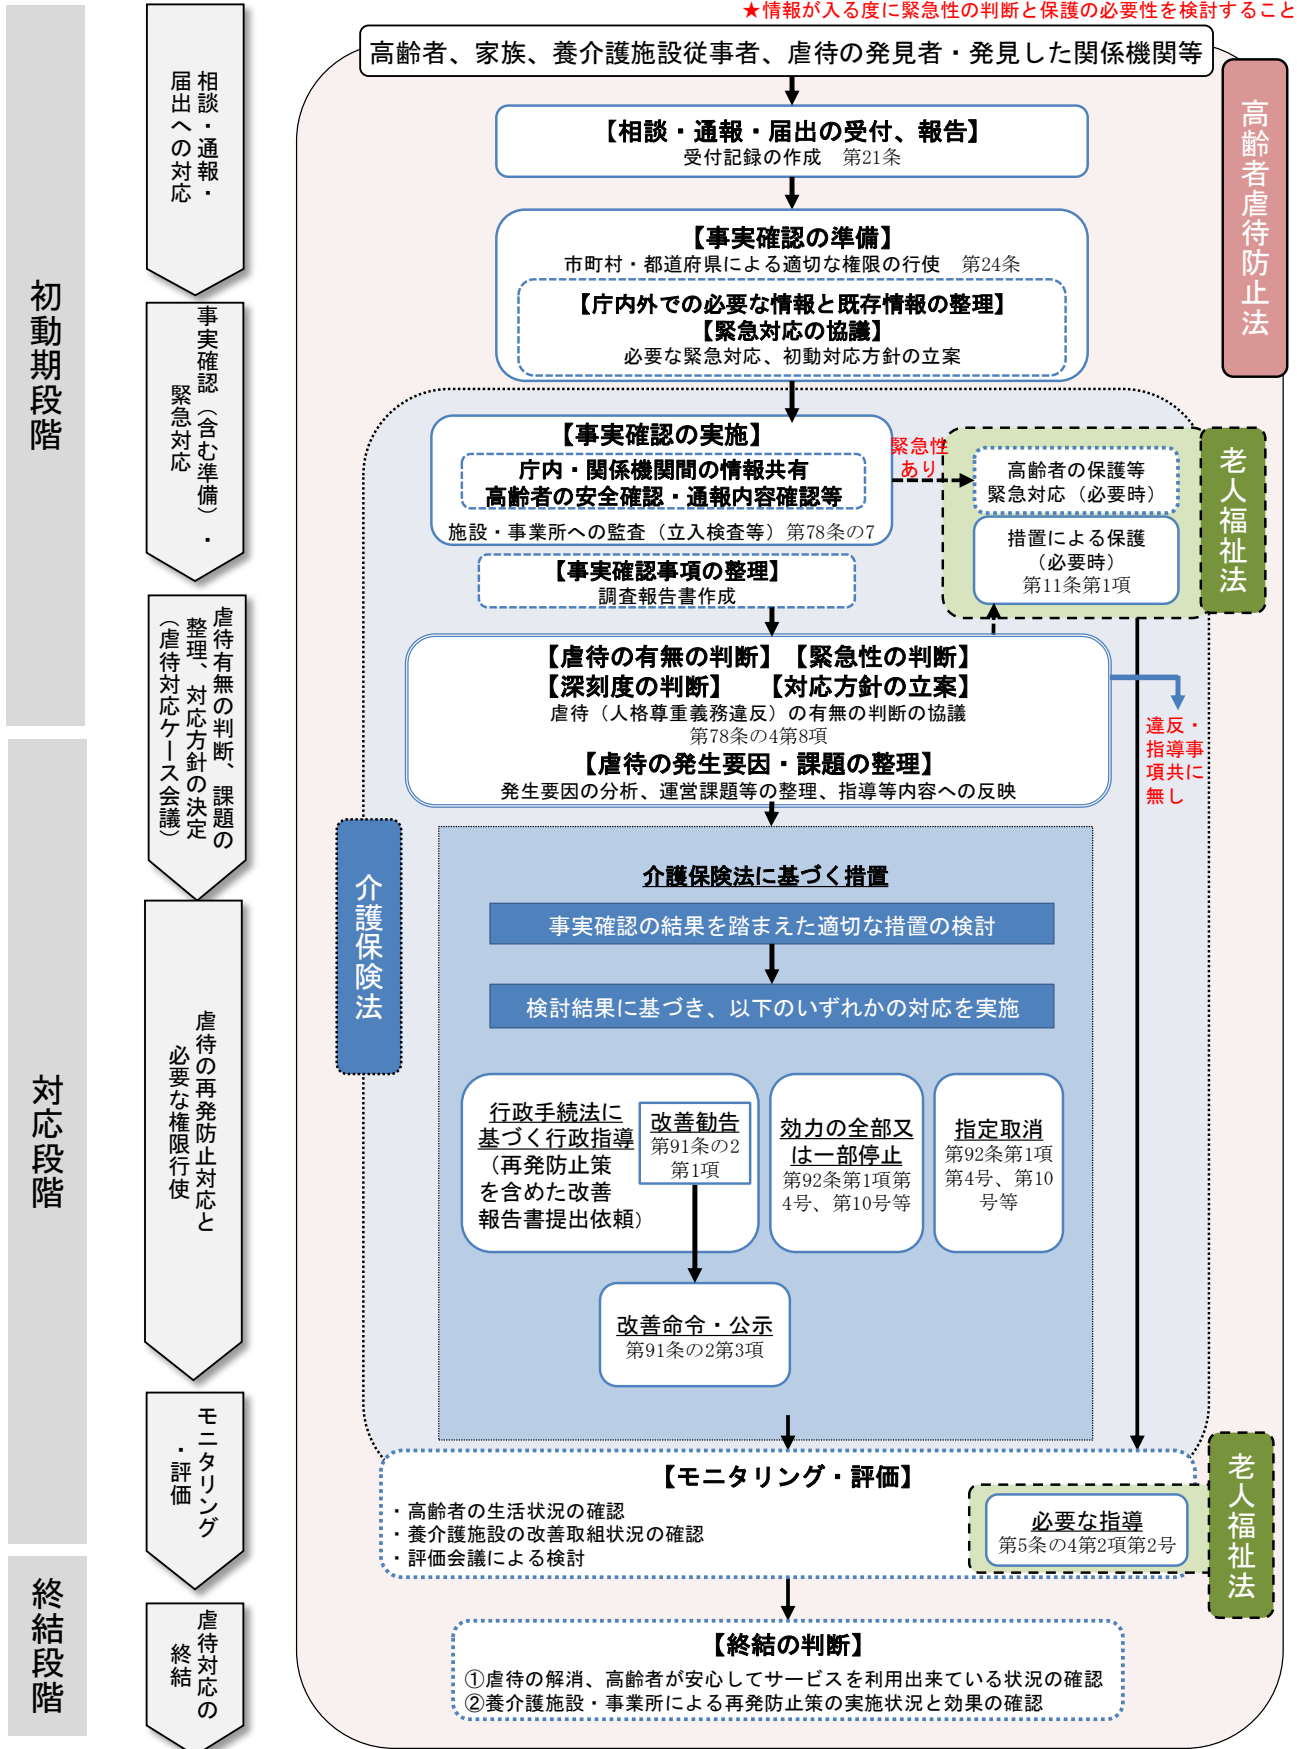 ★情報が入る度に緊急性の判断と保護の必要性を検討すること
初動期段階
対応段階
終結段階
相談・通報・
届出への対応
事実確認（含む準備）・
緊急対応
虐待有無の判断、課題の
整理、対応方針の決定
（虐待対応ケース会議）
虐待の再発防止対応と
必要な権限行使
モニタリング
・評価
虐待対応の
終結
高齢者、家族、養介護施設従事者、虐待の発見者・発見した関係機関等
高齢者虐待防止法
【相談・通報・届出の受付、報告】
受付記録の作成　第21条
【事実確認の準備】
市町村・都道府県による適切な権限の行使　第24条
【庁内外での必要な情報と既存情報の整理】
【緊急対応の協議】
必要な緊急対応、初動対応方針の立案
【事実確認の実施】
庁内・関係機関間の情報共有
高齢者の安全確認・通報内容確認等
施設・事業所への監査（立入検査等）第78条の7
緊急性
あり
高齢者の保護等
緊急対応（必要時）
措置による保護
（必要時）
第11条第1項
老人福祉法
【事実確認事項の整理】
調査報告書作成
【虐待の有無の判断】【緊急性の判断】
【深刻度の判断】　【対応方針の立案】
虐待（人格尊重義務違反）の有無の判断の協議
第78条の4第8項
【虐待の発生要因・課題の整理】
発生要因の分析、運営課題等の整理、指導等内容への反映
違反・
指導事
項共に
無し
介護保険法
介護保険法に基づく措置
事実確認の結果を踏まえた適切な措置の検討
検討結果に基づき、以下のいずれかの対応を実施
行政手続法に
基づく行政指導
（再発防止策
を含めた改善
報告書提出依頼）
改善勧告
第91条の2
第1項
効力の全部又
は一部停止
第92条第1項第
4号、第10号等
指定取消
第92条第1項
第4号、第10
号等
改善命令・公示
第91条の2第3項
【モニタリング・評価】
・高齢者の生活状況の確認
・養介護施設の改善取組状況の確認
・評価会議による検討
必要な指導
第5条の4第2項第2号
老人福祉法
【終結の判断】
①虐待の解消、高齢者が安心してサービスを利用出来ている状況の確認
②養介護施設・事業所による再発防止策の実施状況と効果の確認